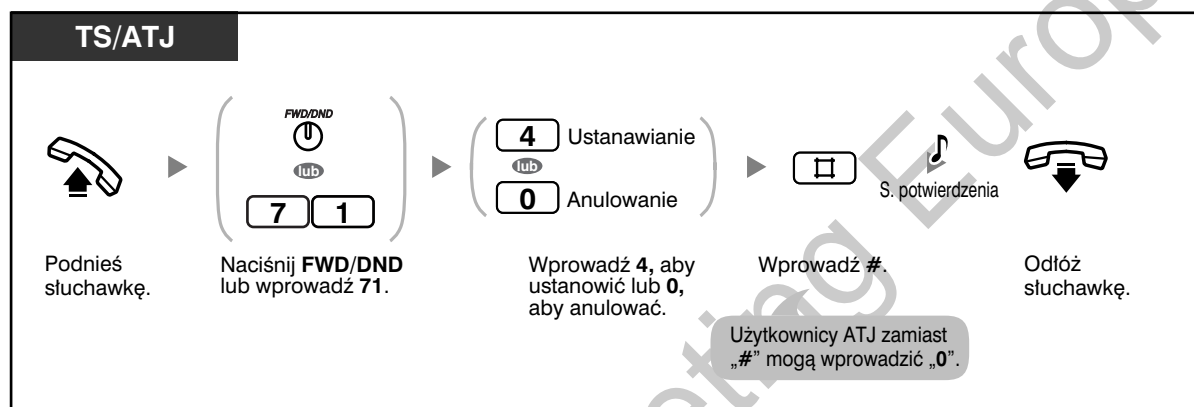 TS/ATJ
FWD/DND
lub
7 1
4 Ustanawianie
lub
0 Anulowanie
S. potwierdzenia
Podnieś
słuchawkę.
Naciśnij FWD/DND
lub wprowadź 71.
Wprowadź 4, aby
ustanowić lub 0,
aby anulować.
Wprowadź #.
Odłóż
słuchawkę.
Użytkownicy ATJ zamiast
„#” mogą wprowadzić „0”.